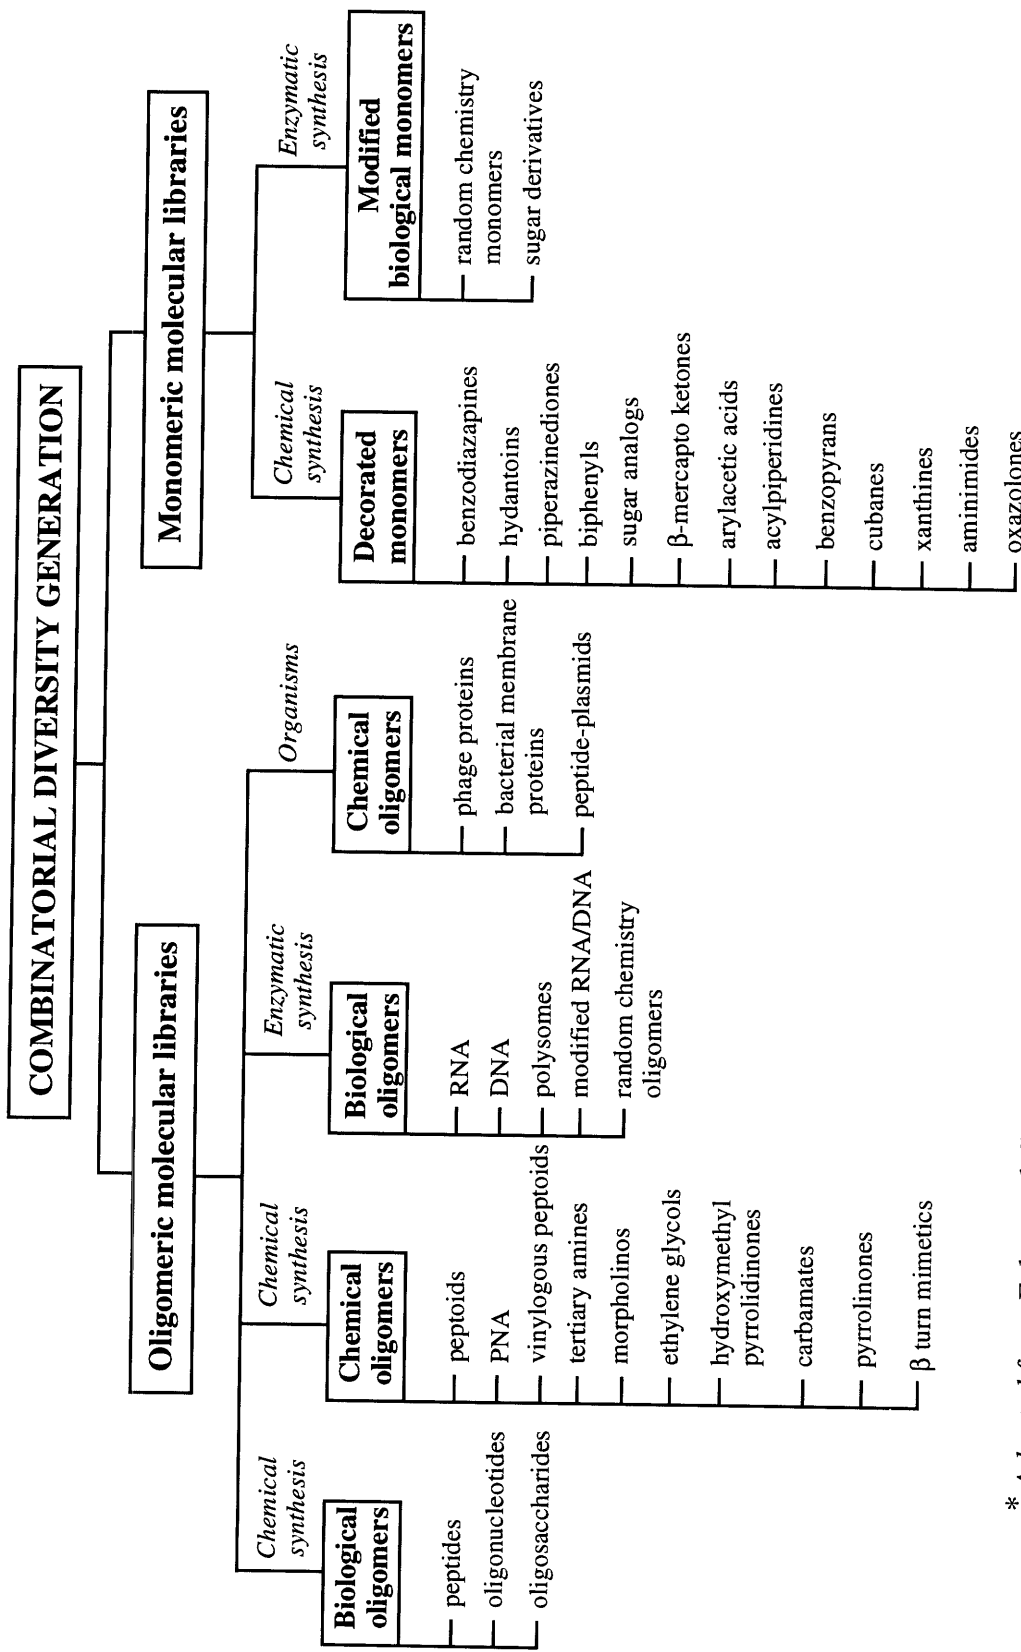 COMBINATORIAL DIVERSITY GENERATION
Oligomeric molecular libraries
Monomeric molecular libraries
Chemical
synthesis
Biological
oligomers
peptides
oligonucleotides
oligosaccharides
Chemical
synthesis
Chemical
oligomers
peptoids
PNA
vinylogous peptoids
tertiary amines
morpholinos
ethylene glycols
hydroxymethyl
pyrrolidinones
carbamates
pyrrolinones
β turn mimetics
Enzymatic
synthesis
Biological
oligomers
RNA
DNA
polysomes
modified RNA/DNA
random chemistry
oligomers
Organisms
Chemical
oligomers
phage proteins
bacterial membrane
proteins
peptide-plasmids
Chemical
synthesis
Decorated
monomers
benzodiazapines
hydantoins
piperazinediones
biphenyls
sugar analogs
β-mercapto ketones
arylacetic acids
acylpiperidines
benzopyrans
cubanes
xanthines
aminimides
oxazolones
Enzymatic
synthesis
Modified
biological monomers
random chemistry
monomers
sugar derivatives
*